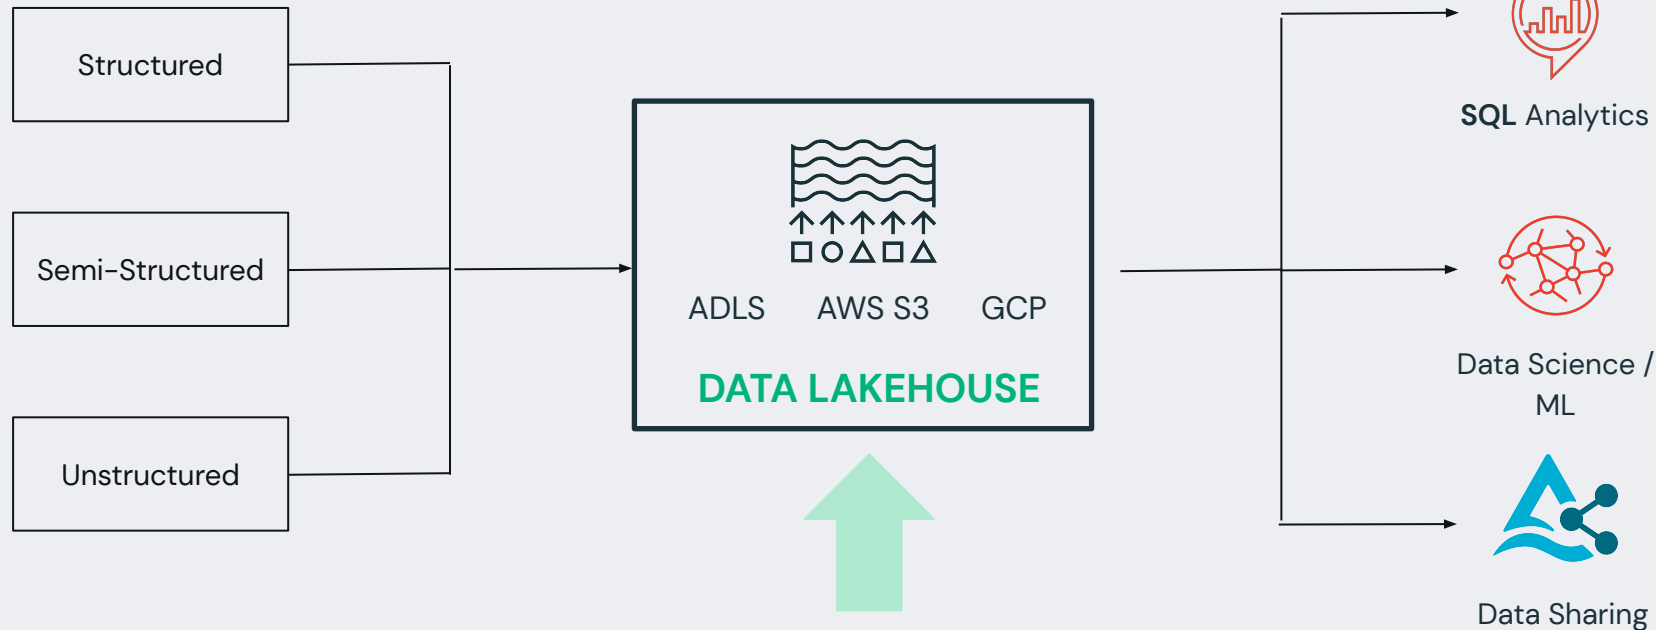 Structured
Semi-Structured
Unstructured
ADLS AWS S3 GCP
DATA LAKEHOUSE
SQL Analytics
Data Science /
ML
Data Sharing